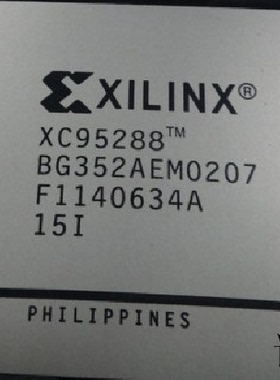 XILINX®
XC95288™
BG352AEM0207
F1140634A
15I
PHILIPPINES